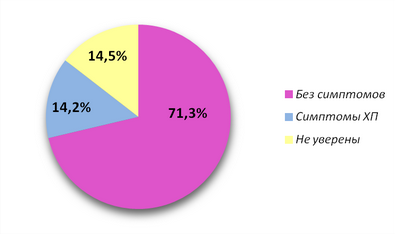 14,5%
14,2%
71,3%
Без симптомов
Симптомы ХП
Не уверены